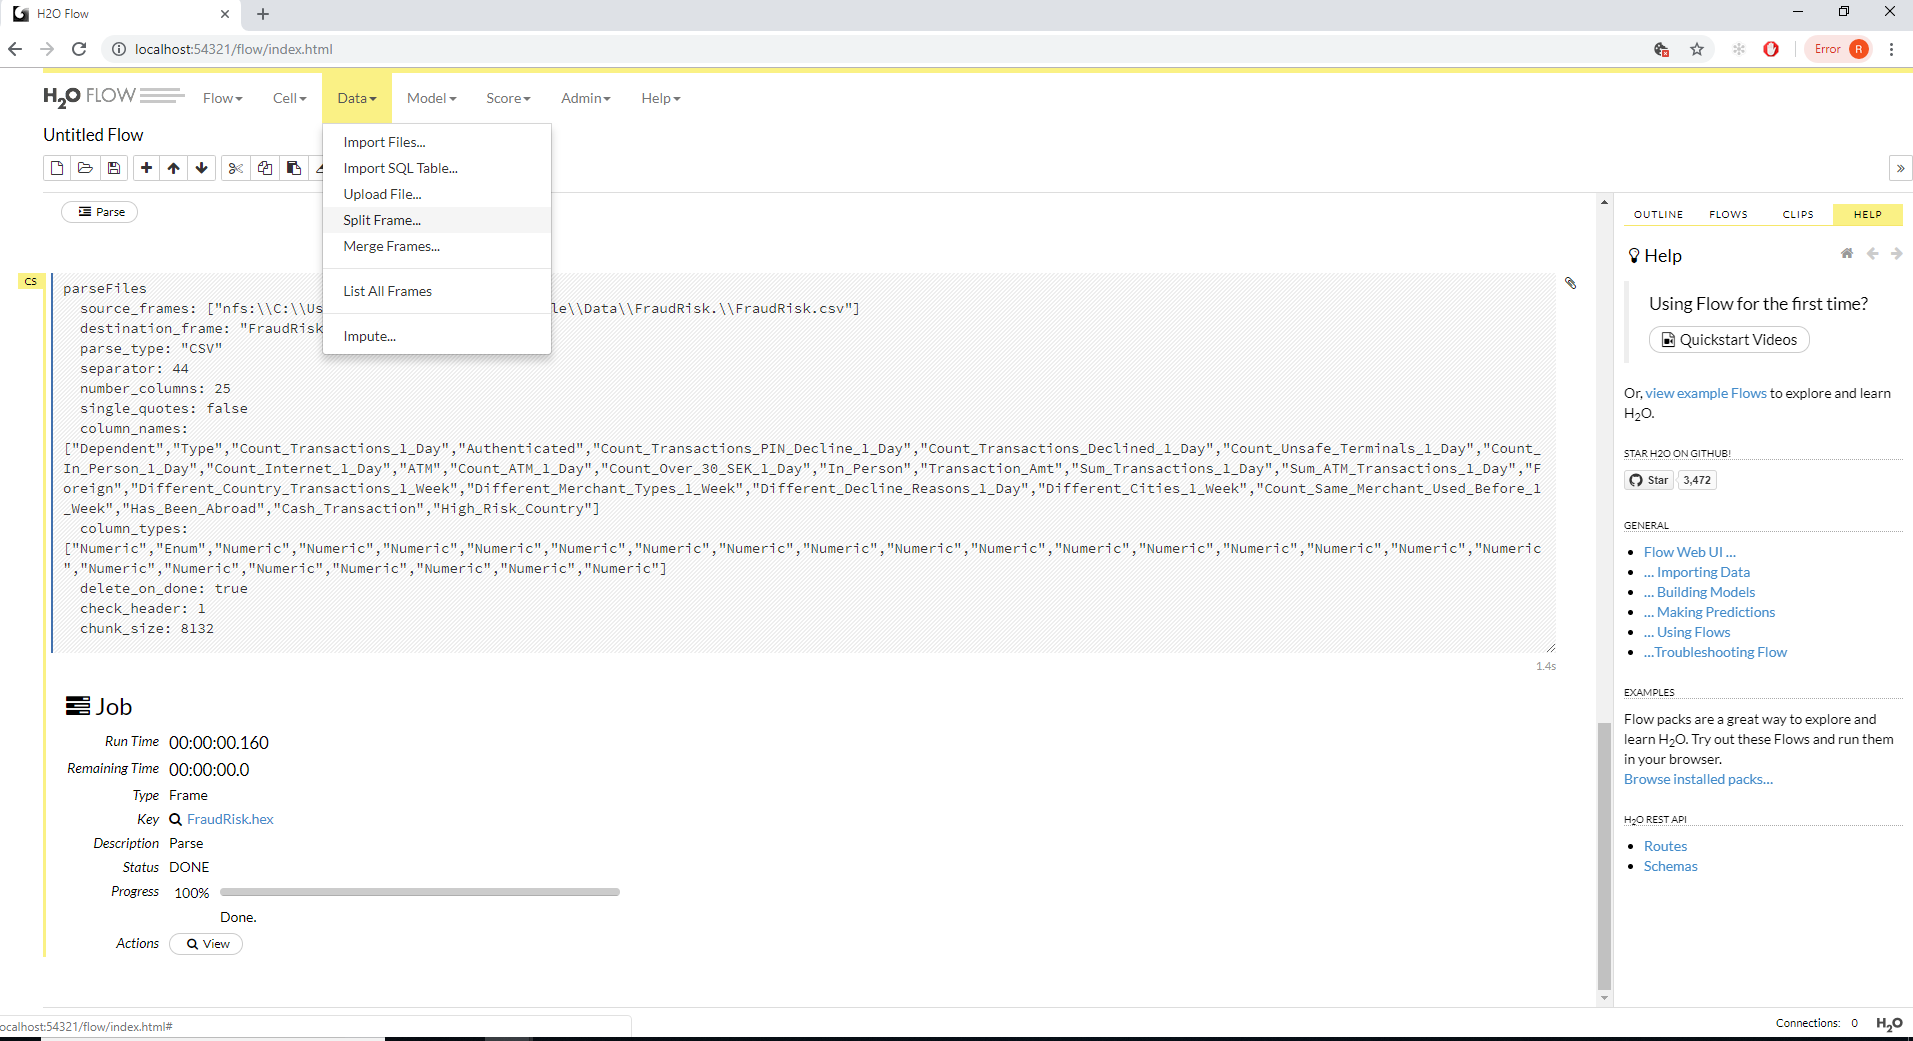 H2O Flow
localhost:54321/flow/index.html
Error R
H2O FLOW Flow Cell Data Model Score Admin Help
Untitled Flow
Import Files...
Import SQL Table...
Upload File...
Split Frame...
Merge Frames...
List All Frames
Impute...
Parse
CS
parseFiles
source_frames: ["nfs:\\C:\\Us le\\Data\\FraudRisk.\\FraudRisk.csv"]
destination_frame: "FraudRisk
parse_type: "CSV"
separator: 44
number_columns: 25
single_quotes: false
column_names:
["Dependent","Type","Count_Transactions_1_Day","Authenticated","Count_Transactions_PIN_Decline_1_Day","Count_Transactions_Declined_1_Day","Count_Unsafe_Terminals_1_Day","Count_
In_Person_1_Day","Count_Internet_1_Day","ATM","Count_ATM_1_Day","Count_Over_30_SEK_1_Day","In_Person","Transaction_Amt","Sum_Transactions_1_Day","Sum_ATM_Transactions_1_Day","F
oreign","Different_Country_Transactions_1_Week","Different_Merchant_Types_1_Week","Different_Decline_Reasons_1_Day","Different_Cities_1_Week","Count_Same_Merchant_Used_Before_1
_Week","Has_Been_Abroad","Cash_Transaction","High_Risk_Country"]
column_types:
["Numeric","Enum","Numeric","Numeric","Numeric","Numeric","Numeric","Numeric","Numeric","Numeric","Numeric","Numeric","Numeric","Numeric","Numeric","Numeric","Numeric","Numeric
","Numeric","Numeric","Numeric","Numeric","Numeric","Numeric","Numeric"]
delete_on_done: true
check_header: 1
chunk_size: 8132
1.4s
Job
Run Time 00:00:00.160
Remaining Time 00:00:00.0
Type Frame
Key FraudRisk.hex
Description Parse
Status DONE
Progress 100%
Done.
Actions View
OUTLINE FLOWS CLIPS HELP
Help
Using Flow for the first time?
Quickstart Videos
Or, view example Flows to explore and learn
H2O.
STAR H2O ON GITHUB!
Star 3,472
GENERAL
Flow Web UI ...
... Importing Data
... Building Models
... Making Predictions
... Using Flows
...Troubleshooting Flow
EXAMPLES
Flow packs are a great way to explore and
learn H2O. Try out these Flows and run them
in your browser.
Browse installed packs...
H2O REST API
Routes
Schemas
ocalhost:54321/flow/index.html#
Connections: 0 H2O